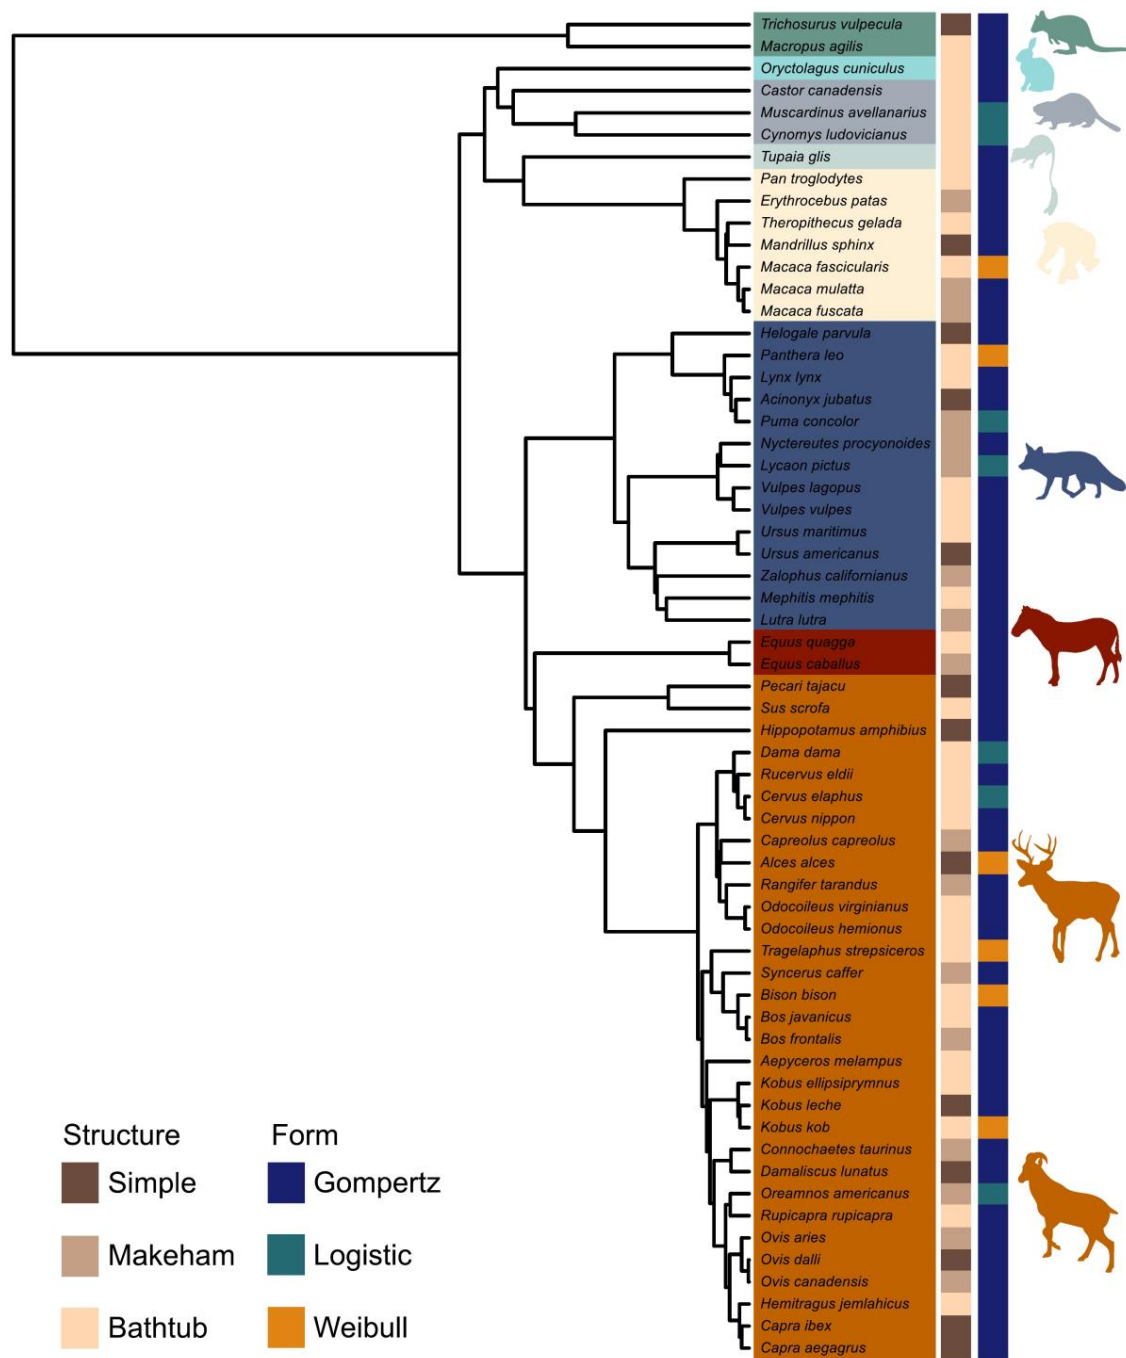 Trichosurus vulpecula
Macropus agilis
Oryctolagus cuniculus
Castor canadensis
Muscardinus avellanarius
Cynomys ludovicianus
Tupaia glis
Pan troglodytes
Erythrocebus patas
Theropithecus gelada
Mandrillus sphinx
Macaca fascicularis
Macaca mulatta
Macaca fuscata
Helogale parvula
Panthera leo
Lynx lynx
Acinonyx jubatus
Puma concolor
Nyctereutes procyonoides
Lycaon pictus
Vulpes lagopus
Vulpes vulpes
Ursus maritimus
Ursus americanus
Zalophus californianus
Mephitis mephitis
Lutra lutra
Equus quagga
Equus caballus
Pecari tajacu
Sus scrofa
Hippopotamus amphibius
Dama dama
Rucervus eldii
Cervus elaphus
Cervus nippon
Capreolus capreolus
Alces alces
Rangifer tarandus
Odocoileus virginianus
Odocoileus hemionus
Tragelaphus strepsiceros
Syncerus caffer
Bison bison
Bos javanicus
Bos frontalis
Aepyceros melampus
Kobus ellipsiprymnus
Kobus leche
Kobus kob
Connochaetes taurinus
Damaliscus lunatus
Oreamnos americanus
Rupicapra rupicapra
Ovis aries
Ovis dalli
Ovis canadensis
Hemitragus jemlahicus
Capra ibex
Capra aegagrus
Structure
Simple
Makeham
Bathtub
Form
Gompertz
Logistic
Weibull